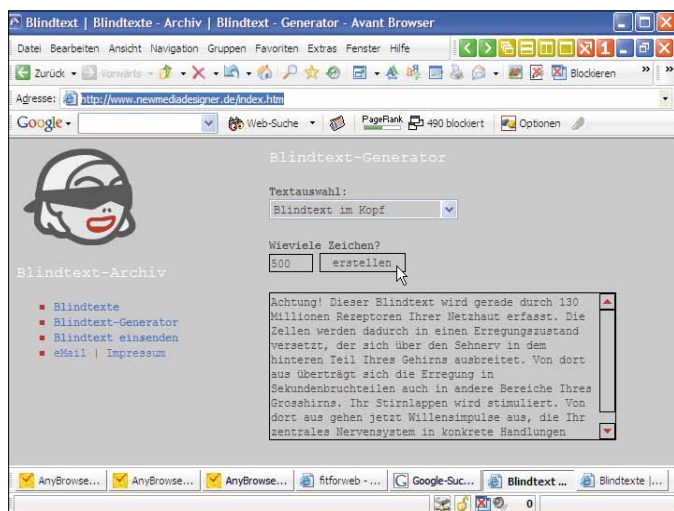 Blindtext | Blindtexte - Archiv | Blindtext - Generator - Avant Browser
Datei Bearbeiten Ansicht Navigation Gruppen Favoriten Extras Fenster Hilfe
1
Zurück Vorwärts Blockieren » »
Adresse: http://www.newmediadesigner.de/index.htm
Google Web-Suche PageRank 490 blockiert Optionen
Blindtext-Generator
Textauswahl:
Blindtext im Kopf
Wieviele Zeichen?
500 erstellen
Blindtext-Archiv
Blindtexte
Blindtext-Generator
Blindtext einsenden
eMail | Impressum
Achtung! Dieser Blindtext wird gerade durch 130
Millionen Rezeptoren Ihrer Netzhaut erfasst. Die
Zellen werden dadurch in einen Erregungszustand
versetzt, der sich über den Sehnerv in dem
hinteren Teil Ihres Gehirns ausbreitet. Von dort
aus überträgt sich die Erregung in
Sekundenbruchteilen auch in andere Bereiche Ihres
Grosshirns. Ihr Stirnlappen wird stimuliert. Von
dort aus gehen jetzt Willensimpulse aus, die Ihr
zentrales Nervensystem in konkrete Handlungen
AnyBrowse... AnyBrowse... AnyBrowse... fitforweb - ... Google-Suc... Blindtext ... Blindtexte |...
0